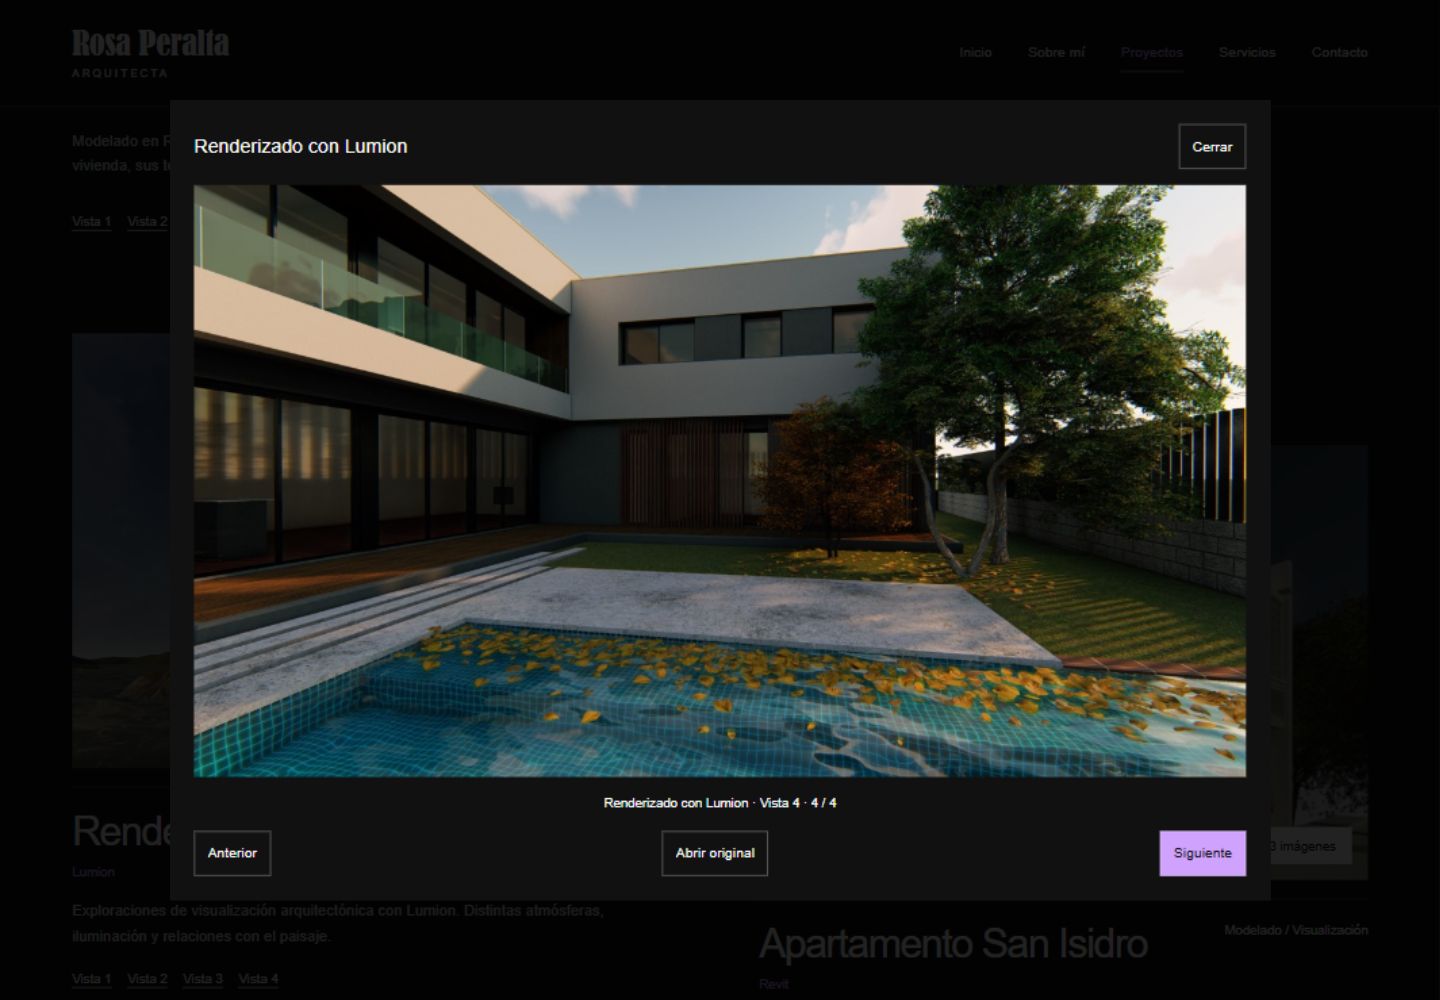 Rosa Peralta
ARQUITECTA
Inicio
Sobre mí
Proyectos
Servicios
Contacto
Modelado en R
vivienda, sus
Vista 1
Vista 2
Renderizado con Lumion
Cerrar
Renderizado con Lumion · Vista 4 · 4 / 4
Anterior
Abrir original
Siguiente
3 imágenes
Rende
Lumion
Exploraciones de visualización arquitectónica con Lumion. Distintas atmósferas,
iluminación y relaciones con el paisaje.
Vista 1
Vista 2
Vista 3
Vista 4
Apartamento San Isidro
Modelado / Visualización
Revit